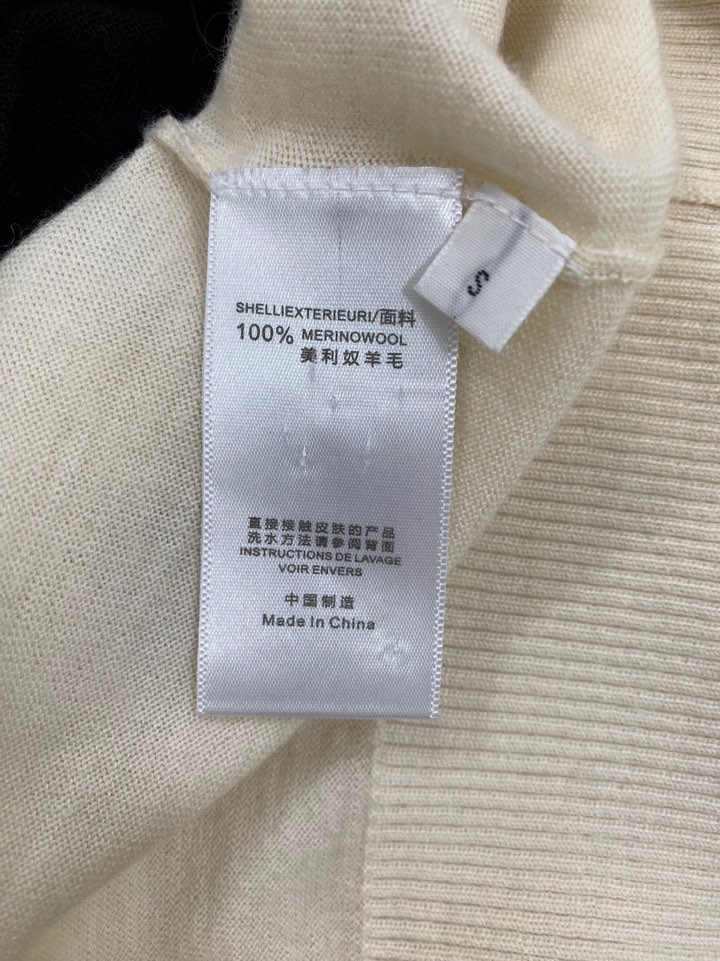 SHELLIEXTERIEURI/面料
100% MERINOWOOL
美利奴羊毛
直接接触皮肤的产品
洗水方法请参阅背面
INSTRUCTIONS DE LAVAGE
VOIR ENVERS
中国制造
Made In China
S